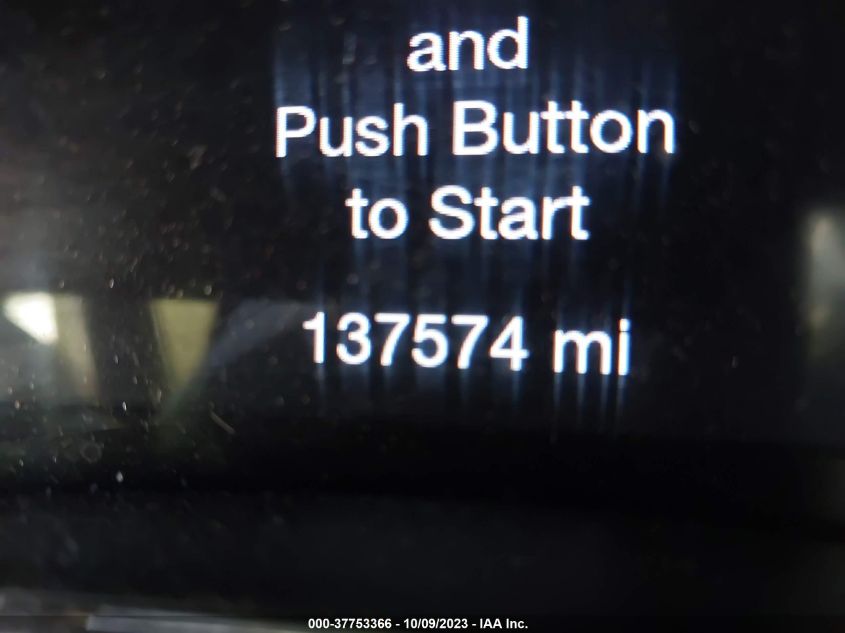 and
Push Button
to Start
137574 mi
000-37753366 - 10/09/2023 - IAA Inc.